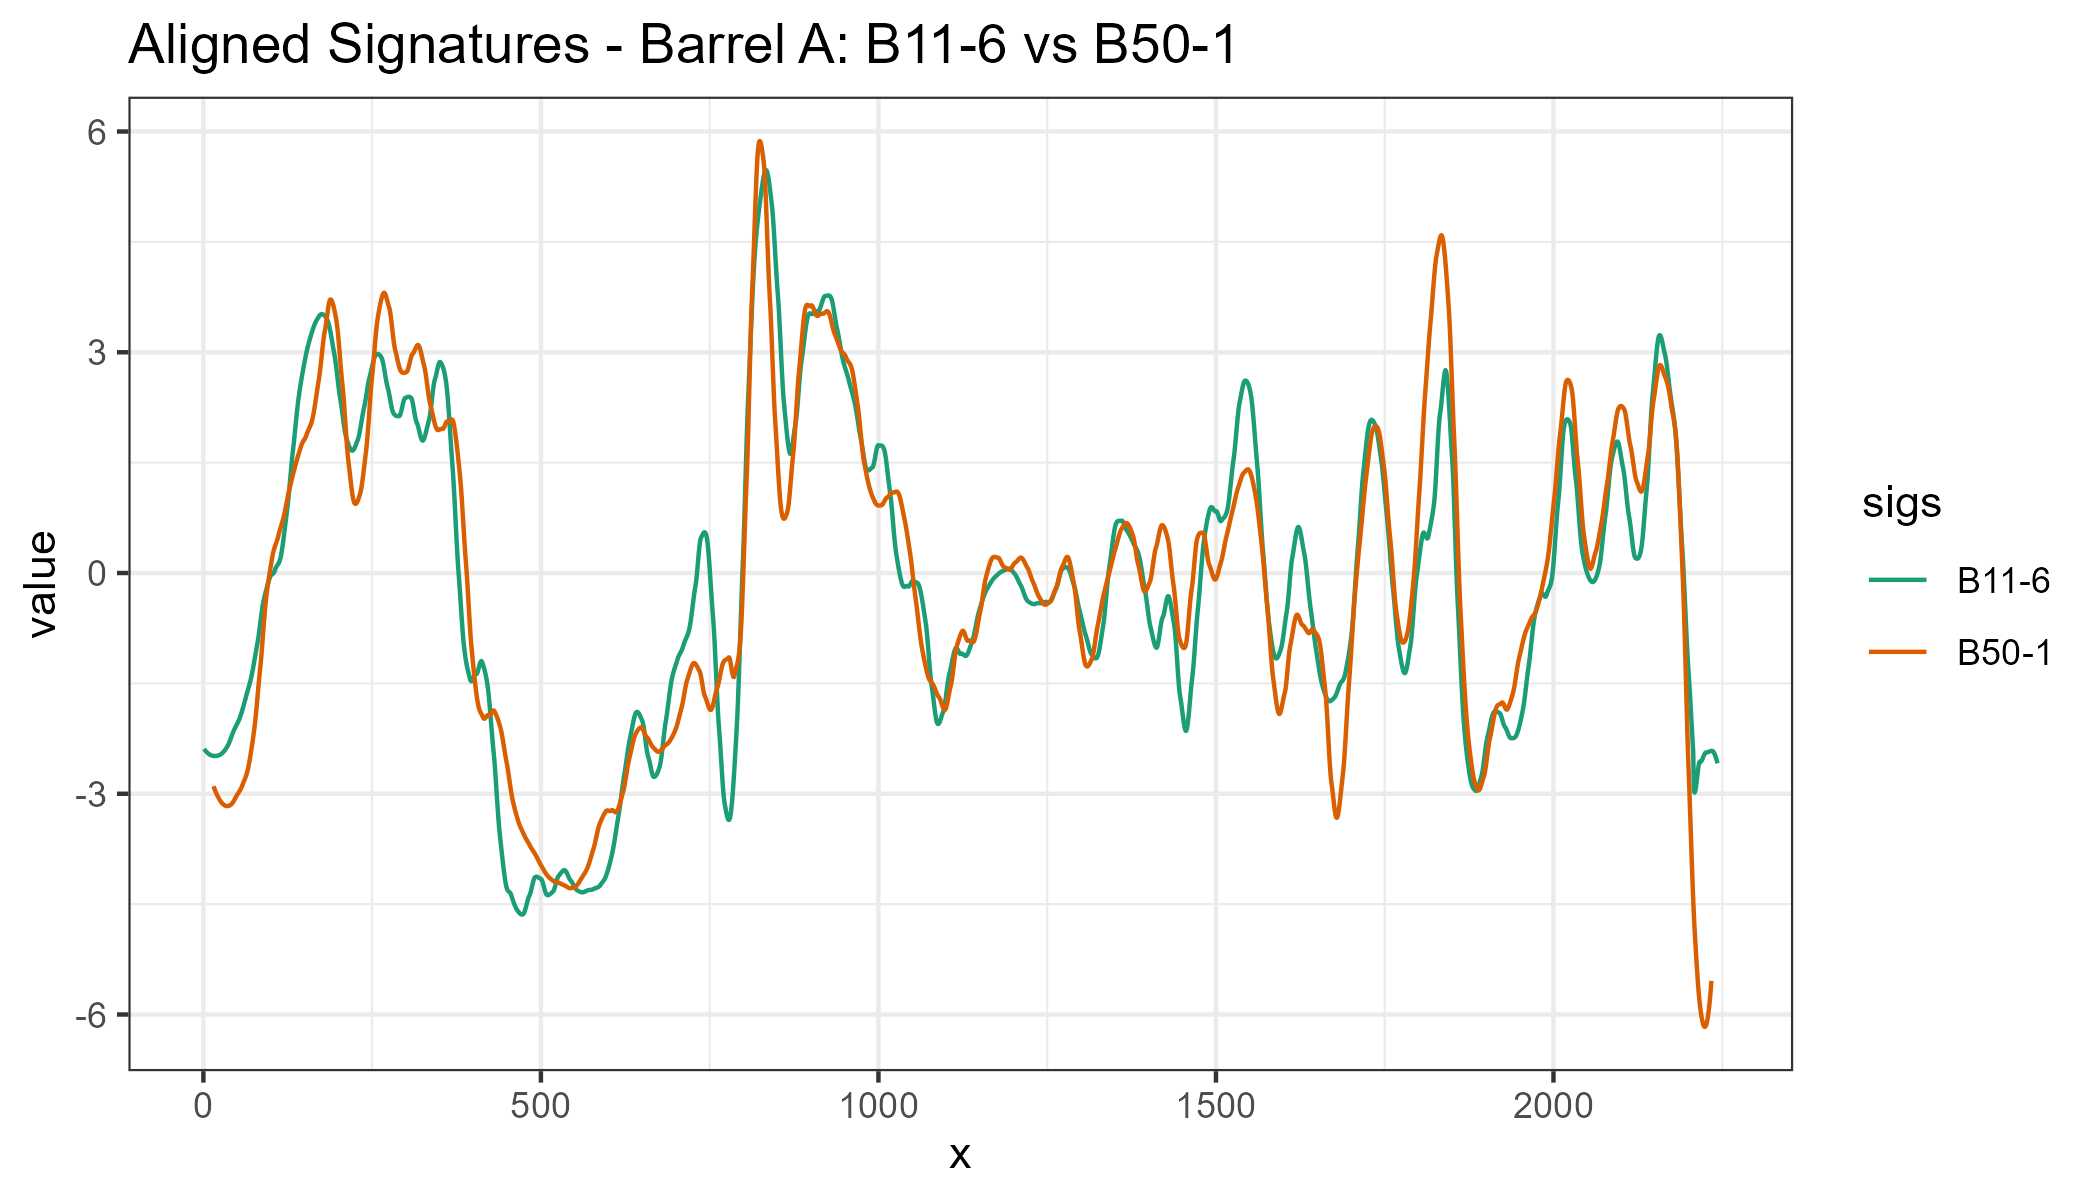 Aligned Signatures - Barrel A: B11-6 vs B50-1
6
3
0
-3
-6
value
0 500 1000 1500 2000
x
sigs
B11-6
B50-1